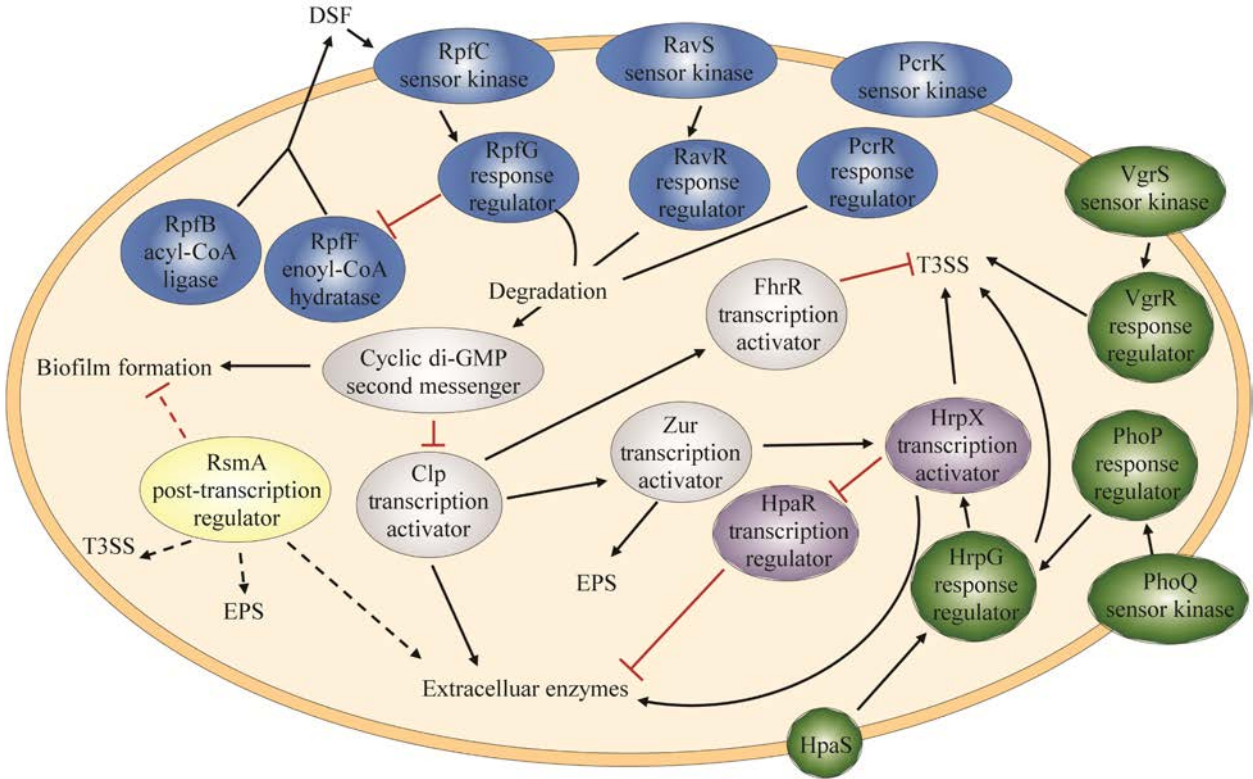 DSF
RpfC
sensor kinase
RavS
sensor kinase
PcrK
sensor kinase
RpfG
response
regulator
RavR
response
regulator
PcrR
response
regulator
VgrS
sensor kinase
RpfB
acyl-CoA
ligase
RpfF
enoyl-CoA
hydratase
Degradation
FhrR
transcription
activator
T3SS
VgrR
response
regulator
Biofilm formation
Cyclic di-GMP
second messenger
RsmA
post-transcription
regulator
Clp
transcription
activator
Zur
transcription
activator
HrpX
transcription
activator
PhoP
response
regulator
HpaR
transcription
regulator
T3SS
EPS
EPS
HrpG
response
regulator
PhoQ
sensor kinase
Extracelluar enzymes
HpaS